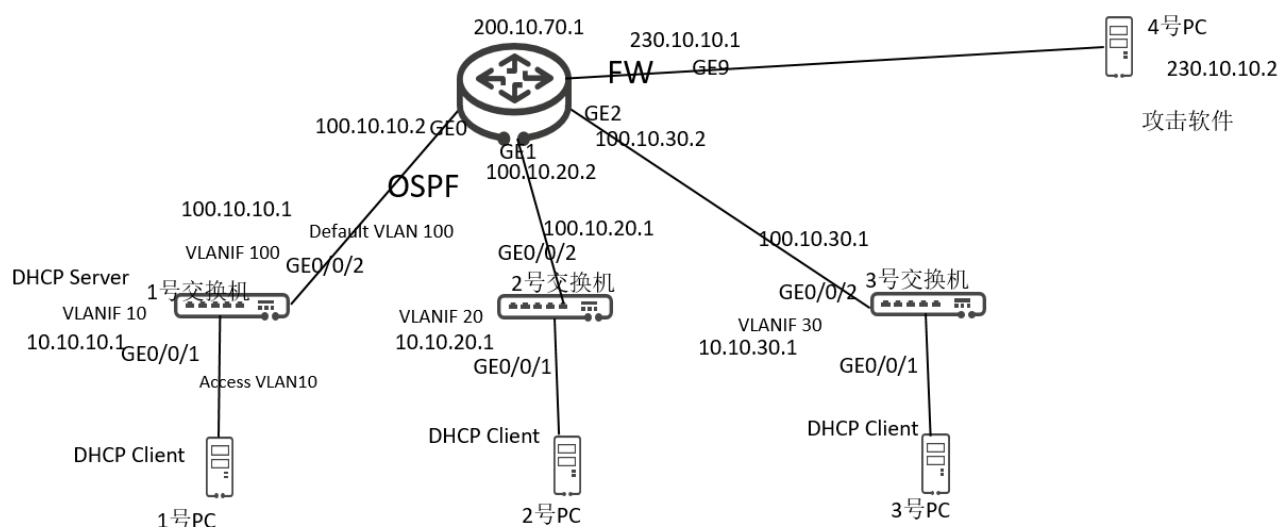 200.10.70.1
230.10.10.1
4号PC
FW
GE9
230.10.10.2
攻击软件
100.10.10.2
GE0
GE1
GE2
100.10.30.2
100.10.20.2
OSPF
100.10.10.1
Default VLAN 100
100.10.20.1
100.10.30.1
VLANIF 100
GE0/0/2
GE0/0/2
GE0/0/2
DHCP Server
1号交换机
2号交换机
3号交换机
VLANIF 10
VLANIF 20
VLANIF 30
10.10.10.1
10.10.20.1
10.10.30.1
GE0/0/1
GE0/0/1
GE0/0/1
Access VLAN10
DHCP Client
DHCP Client
DHCP Client
1号PC
2号PC
3号PC